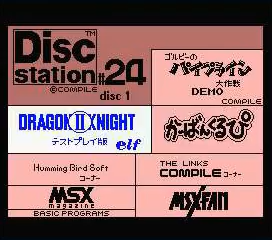 Disc™
station #24
©COMPILE
disc 1
ゴルビーの
パイプライン
大作戦
DEMO
COMPILE
DRAGON II KNIGHT
テストプレイ版
elf
かーばんくるぴ
Humming Bird Soft
コーナー
THE LINKS
COMPILE コーナー
MSX
magazine
BASIC PROGRAMS
MSX・FAN